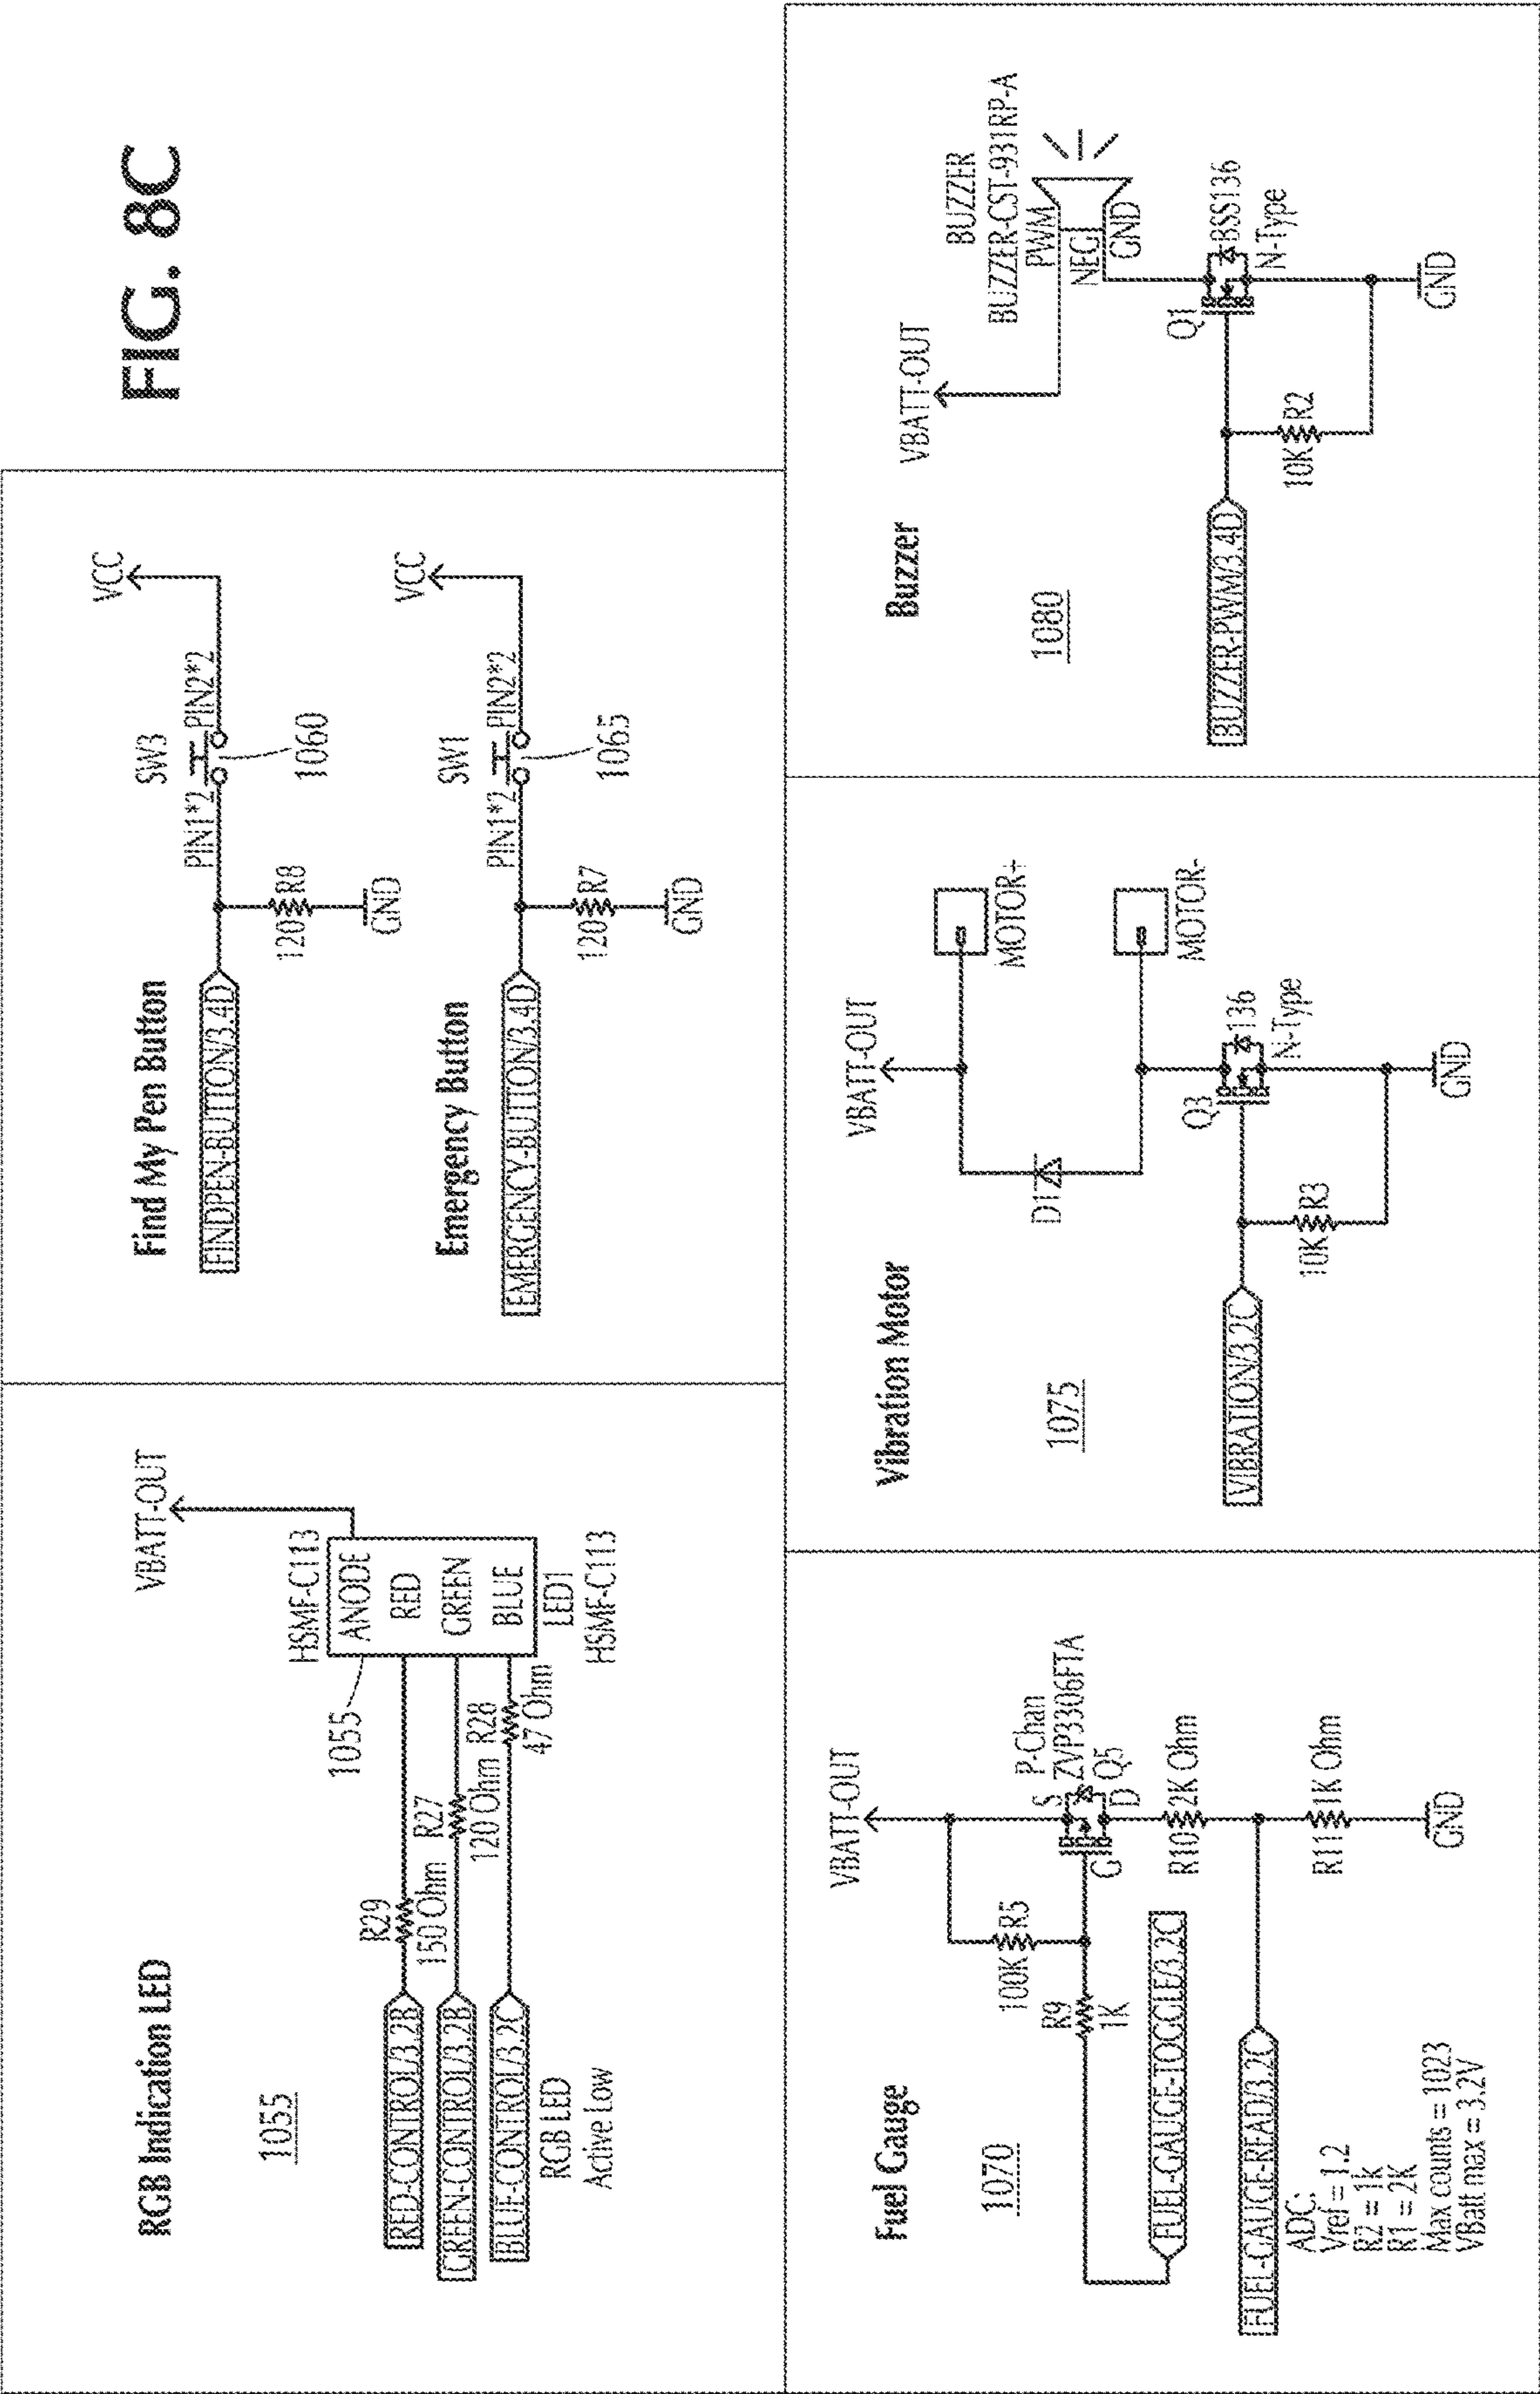 FIG. 8C
RGB Indication LED
1055
VBATT-OUT
HSMF-C113
ANODE
RED
GREEN
BLUE
LED1
HSMF-C113
1055
R29
150 Ohm
R27
120 Ohm
R28
47 Ohm
RED-CONTROL/3.2B
GREEN-CONTROL/3.2B
BLUE-CONTROL/3.2C
RGB LED
Active Low
Find My Pen Button
FINDPEN-BUTTON/3.4D
VCC
SW3
PIN1*2
PIN2*2
1060
120
R8
GND
Emergency Button
EMERGENCY-BUTTON/3.4D
VCC
SW1
PIN1*2
PIN2*2
1065
120
R7
GND
Fuel Gauge
1070
VBATT-OUT
P-Chan
ZVP3306FTA
S
Q5
D
G
100K
R5
R9
1K
R10
2K Ohm
R11
1K Ohm
GND
FUEL-GAUGE-TOGGLE/3.2C
FUEL-GAUGE-READ/3.2C
ADC:
Vref = 1.2
R2 = 1k
R1 = 2K
Max counts = 1023
VBatt max = 3.2V
Vibration Motor
1075
VBATT-OUT
MOTOR+
MOTOR-
D1
Q3
136
N-Type
10K
R3
GND
VIBRATION/3.2C
Buzzer
1080
VBATT-OUT
BUZZER
BUZZER-CST-931RP-A
PWM
NEG
GND
Q1
BSS136
N-Type
10K
R2
GND
BUZZER-PWM/3.4D